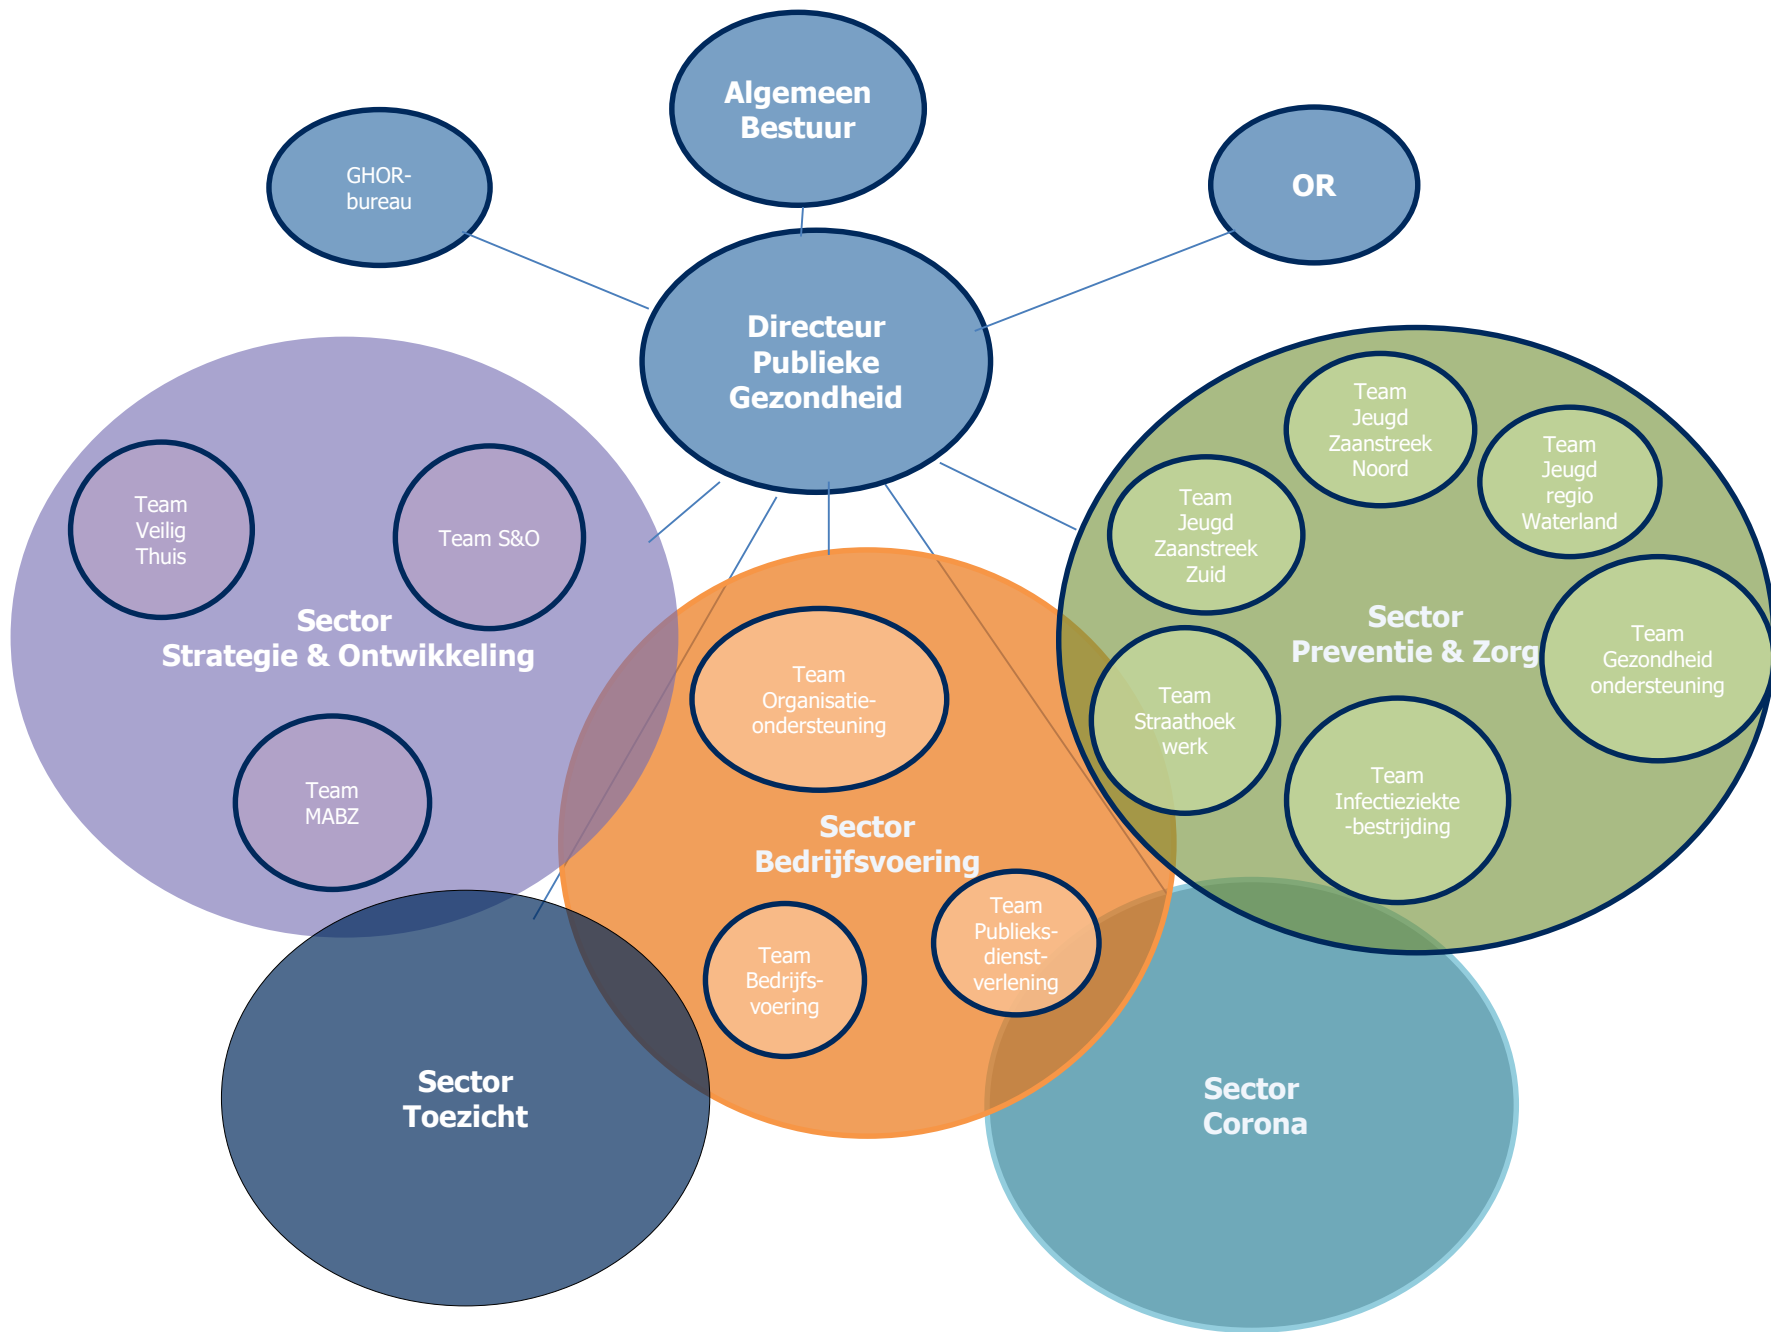 Algemeen
Bestuur
GHOR-
bureau
OR
Directeur
Publieke
Gezondheid
Team
Veilig
Thuis
Team S&O
Sector
Strategie & Ontwikkeling
Team
MABZ
Team
Jeugd
Zaanstreek
Noord
Team
Jeugd
regio
Waterland
Team
Jeugd
Zaanstreek
Zuid
Sector
Preventie & Zorg
Team
Gezondheid
ondersteuning
Team
Straathoek
werk
Team
Infectieziekte
-bestrijding
Team
Organisatie-
ondersteuning
Sector
Bedrijfsvoering
Team
Bedrijfs-
voering
Team
Publieks-
dienst-
verlening
Sector
Toezicht
Sector
Corona